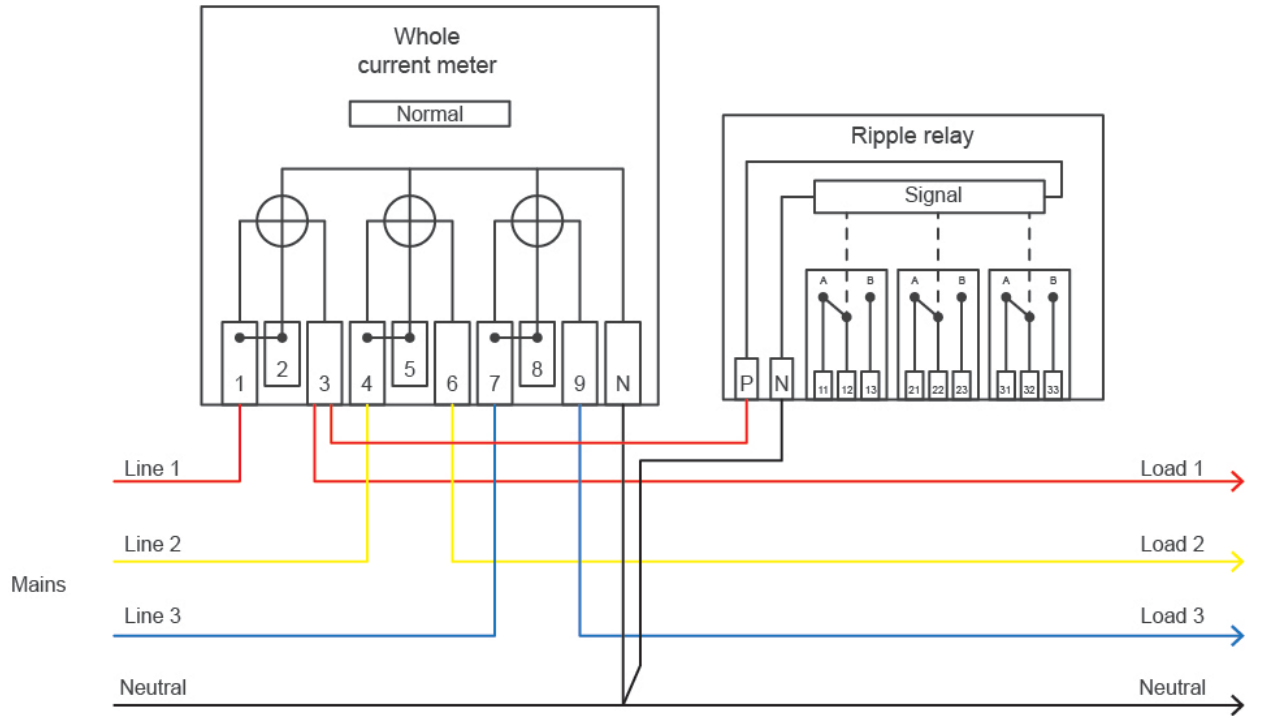 Whole
current meter
Normal
1 2 3 4 5 6 7 8 9 N
Ripple relay
Signal
A B A B A B
P N 11 12 13 21 22 23 31 32 33
Line 1 Load 1
Line 2 Load 2
Mains
Line 3 Load 3
Neutral Neutral